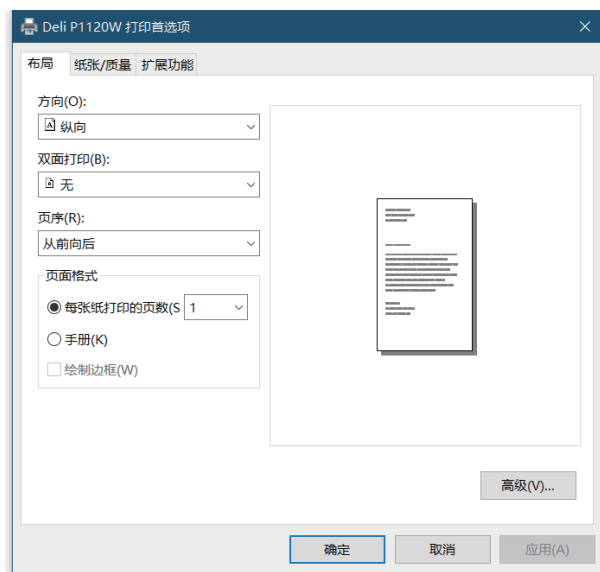 Deli P1120W 打印首选项
布局 纸张/质量 扩展功能
方向(O):
纵向
双面打印(B):
无
页序(R):
从前向后
页面格式
每张纸打印的页数(S 1
手册(K)
绘制边框(W)
高级(V)...
确定 取消 应用(A)